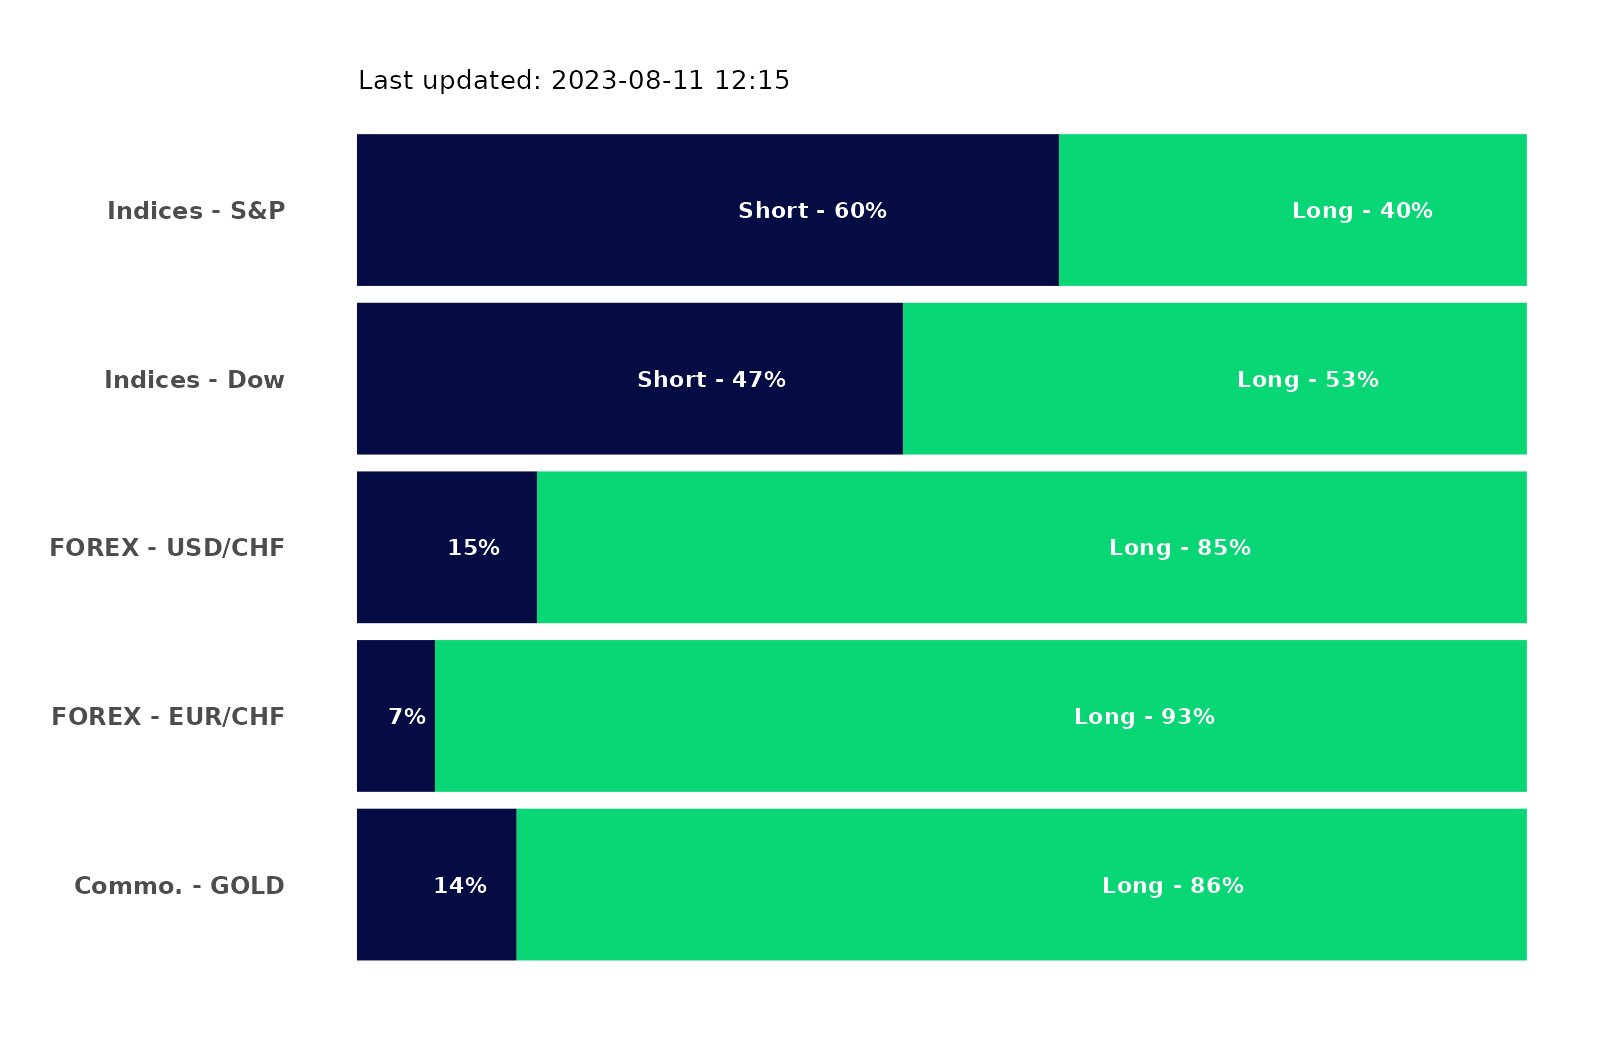 Last updated: 2023-08-11 12:15
Indices - S&P Short - 60% Long - 40%
Indices - Dow Short - 47% Long - 53%
FOREX - USD/CHF 15% Long - 85%
FOREX - EUR/CHF 7% Long - 93%
Commo. - GOLD 14% Long - 86%